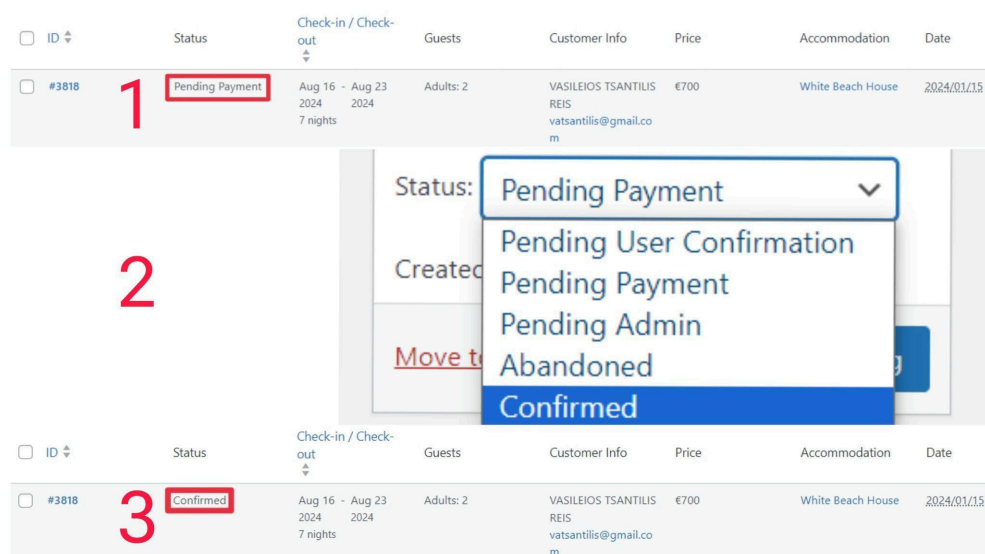 ID Status Check-in / Check-out Guests Customer Info Price Accommodation Date
1
#3818 Pending Payment Aug 16 - Aug 23 Adults: 2 VASILEIOS TSANTILIS €700 White Beach House 2024/01/15
2024 2024 REIS
7 nights vatsantilis@gmail.co
m
2
Status: Pending Payment
Pending User Confirmation
Created
Pending Payment
Pending Admin
Move to
Abandoned
Confirmed
ID Status Check-in / Check-out Guests Customer Info Price Accommodation Date
3
#3818 Confirmed Aug 16 - Aug 23 Adults: 2 VASILEIOS TSANTILIS €700 White Beach House 2024/01/15
2024 2024 REIS
7 nights vatsantilis@gmail.co
m